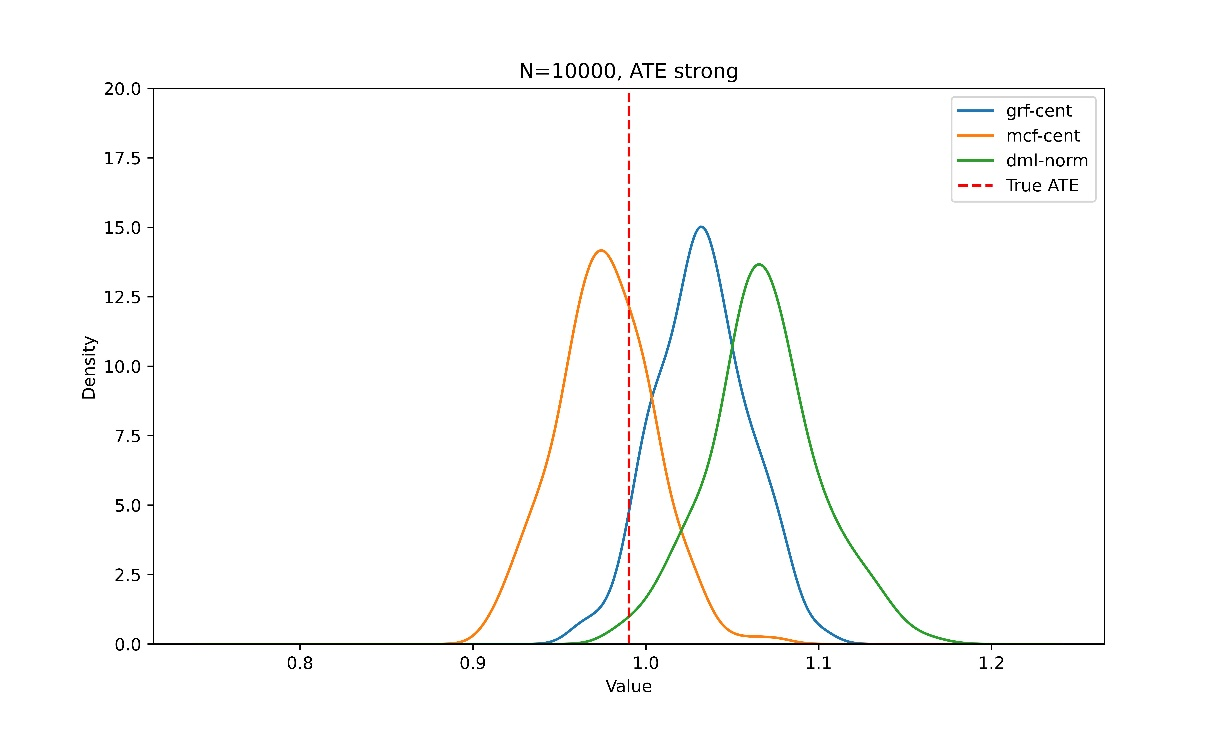 N=10000, ATE strong
20.0
17.5
15.0
12.5
10.0
7.5
5.0
2.5
0.0
Density
0.8
0.9
1.0
1.1
1.2
Value
grf-cent
mcf-cent
dml-norm
True ATE